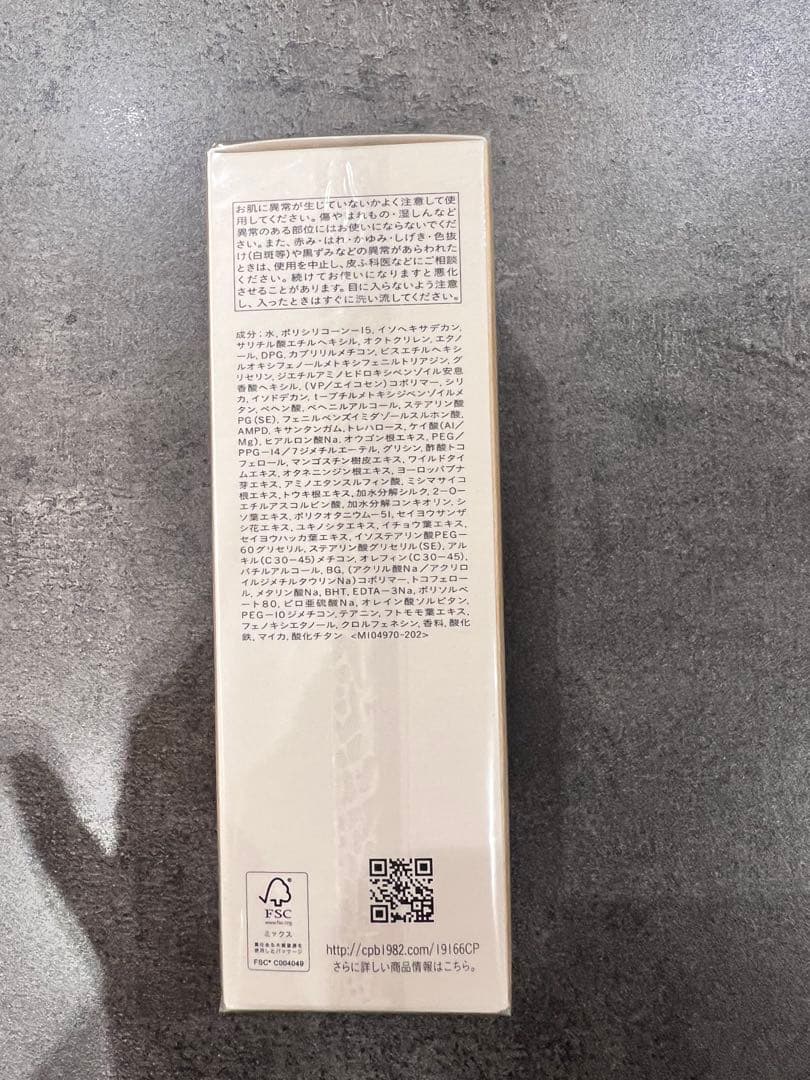 お肌に異常が生じていないかよく注意して使
用してください。傷やはれもの・湿しんなど
異常のある部位にはお使いにならないでくだ
さい。また、赤み・はれ・かゆみ・しげき・色抜
け(白斑等)や黒ずみなどの異常があらわれた
ときは、使用を中止し、皮ふ科医などにご相談
ください。続けてお使いになりますと悪化
させることがあります。目に入らないよう注意
し、入ったときはすぐに洗い流してください。
成分:水、ポリシリコーン-15、イソヘキサデカン、
サリチル酸エチルヘキシル、オクトクリレン、エタノ
ール、DPG、カプリリルメチコン、ビスエチルヘキシ
ルオキシフェノールメトキシフェニルトリアジン、グ
リセリン、ジエチルアミノヒドロキシベンゾイル安息
香酸ヘキシル、(VP/エイコセン)コポリマー、シリ
カ、イソドデカン、t-ブチルメトキシジベンゾイルメ
タン、ベヘン酸、ベヘニルアルコール、ステアリン酸
PG(SE)、フェニルベンズイミダゾールスルホン酸、
AMPD、キサンタンガム、トレハロース、ケイ酸(Al/
Mg)、ヒアルロン酸Na、オウゴン根エキス、PEG/
PPG-14/7ジメチルエーテル、グリシン、酢酸トコ
フェロール、マンゴスチン樹皮エキス、ワイルドタイ
ムエキス、オタネニンジン根エキス、ヨーロッパブナ
芽エキス、アミノエタンスルフィン酸、ミシマサイコ
根エキス、トウキ根エキス、加水分解シルク、2-O-
エチルアスコルビン酸、加水分解コンキオリン、シ
ソ葉エキス、ポリクオタニウム-51、セイヨウサンザ
シ花エキス、ユキノシタエキス、イチョウ葉エキス、
セイヨウハッカ葉エキス、イソステアリン酸PEG-
60グリセリル、ステアリン酸グリセリル(SE)、アル
キル(C30-45)メチコン、オレフィン(C30-45)、
バチルアルコール、BG、(アクリル酸Na/アクリロ
イルジメチルタウリンNa)コポリマー、トコフェロー
ル、メタリン酸Na、BHT、EDTA-3Na、ポリソル
ベート80、ピロ亜硫酸Na、オレイン酸ソルビタン、
PEG-10ジメチコン、テアニン、フトモモ葉エキス、
フェノキシエタノール、クロルフェネシン、香料、酸化
鉄、マイカ、酸化チタン <MI04970-202>
FSC
www.fsc.org
ミックス
責任ある木質資源を
使用したパッケージ
FSC® C004049
http://cpb1982.com/19166CP
さらに詳しい商品情報はこちら。